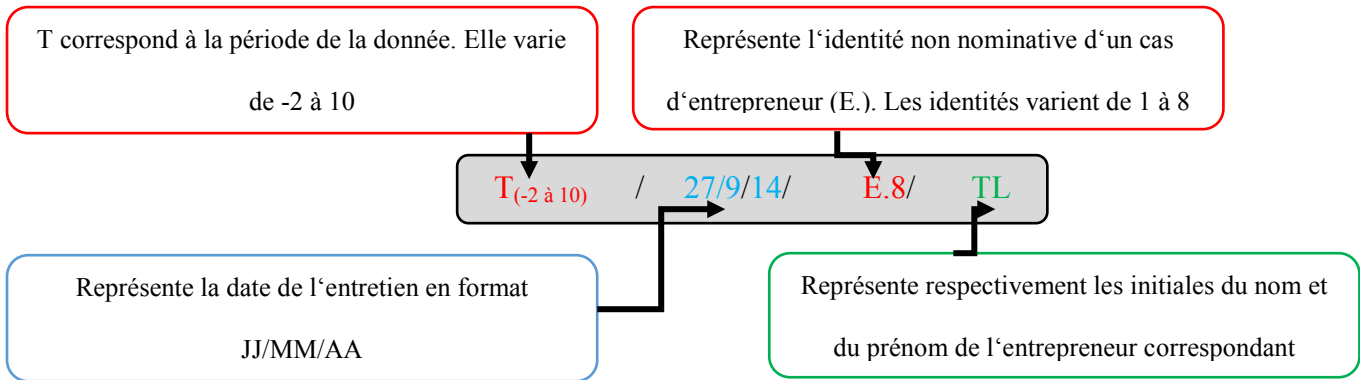 T correspond à la période de la donnée. Elle varie
de -2 à 10
Représente l‘identité non nominative d‘un cas
d‘entrepreneur (E.). Les identités varient de 1 à 8
T(-2 à 10) / 27/9/14/ E.8/ TL
Représente la date de l‘entretien en format
JJ/MM/AA
Représente respectivement les initiales du nom et
du prénom de l‘entrepreneur correspondant